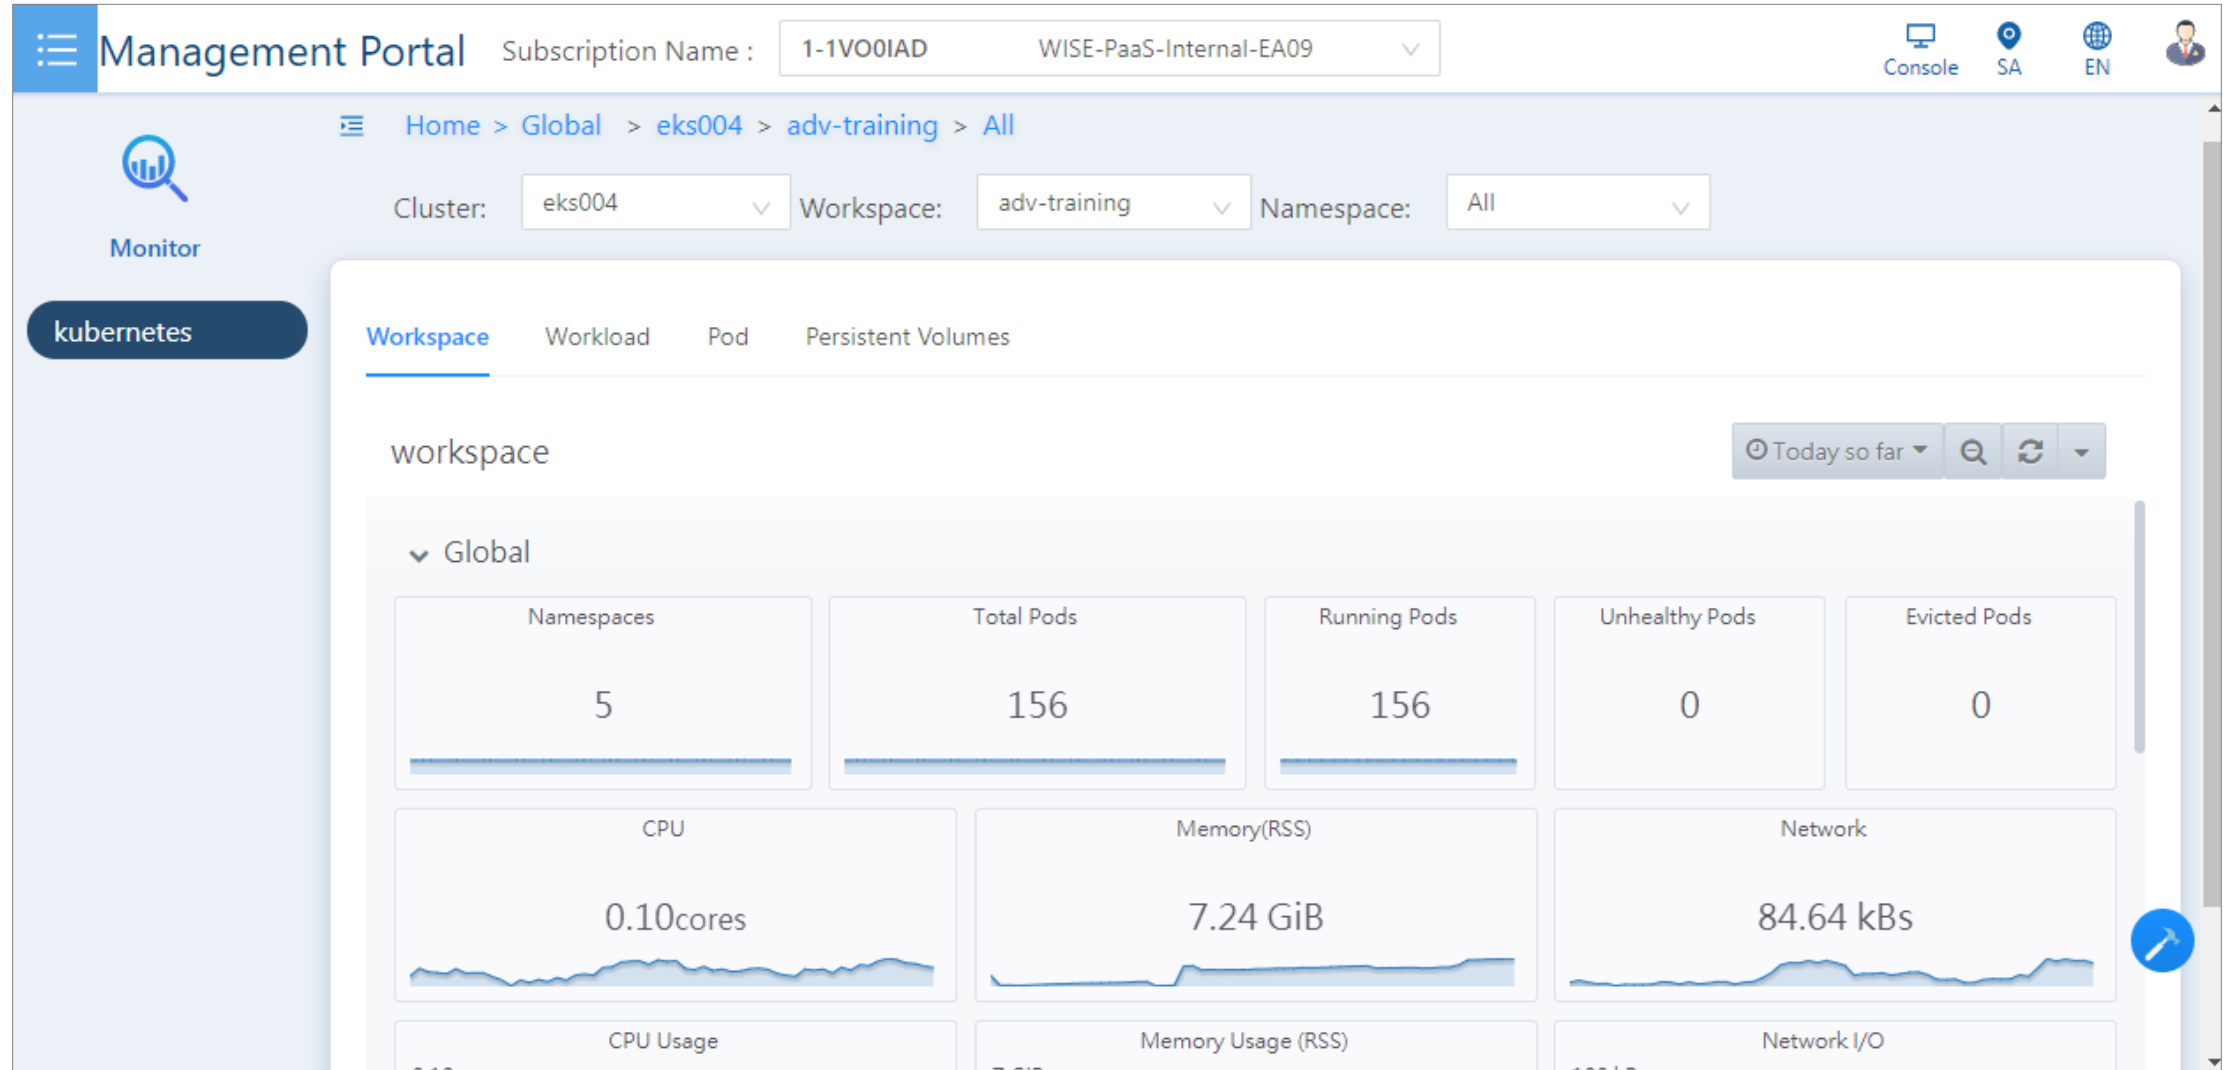 Management Portal Subscription Name : 1-1VO0IAD WISE-PaaS-Internal-EA09
Console SA EN
Home > Global > eks004 > adv-training > All
Cluster: eks004 Workspace: adv-training Namespace: All
Monitor
kubernetes
Workspace Workload Pod Persistent Volumes
workspace
Today so far
Global
Namespaces Total Pods Running Pods Unhealthy Pods Evicted Pods
5 156 156 0 0
CPU Memory(RSS) Network
0.10cores 7.24 GiB 84.64 kBs
CPU Usage Memory Usage (RSS) Network I/O